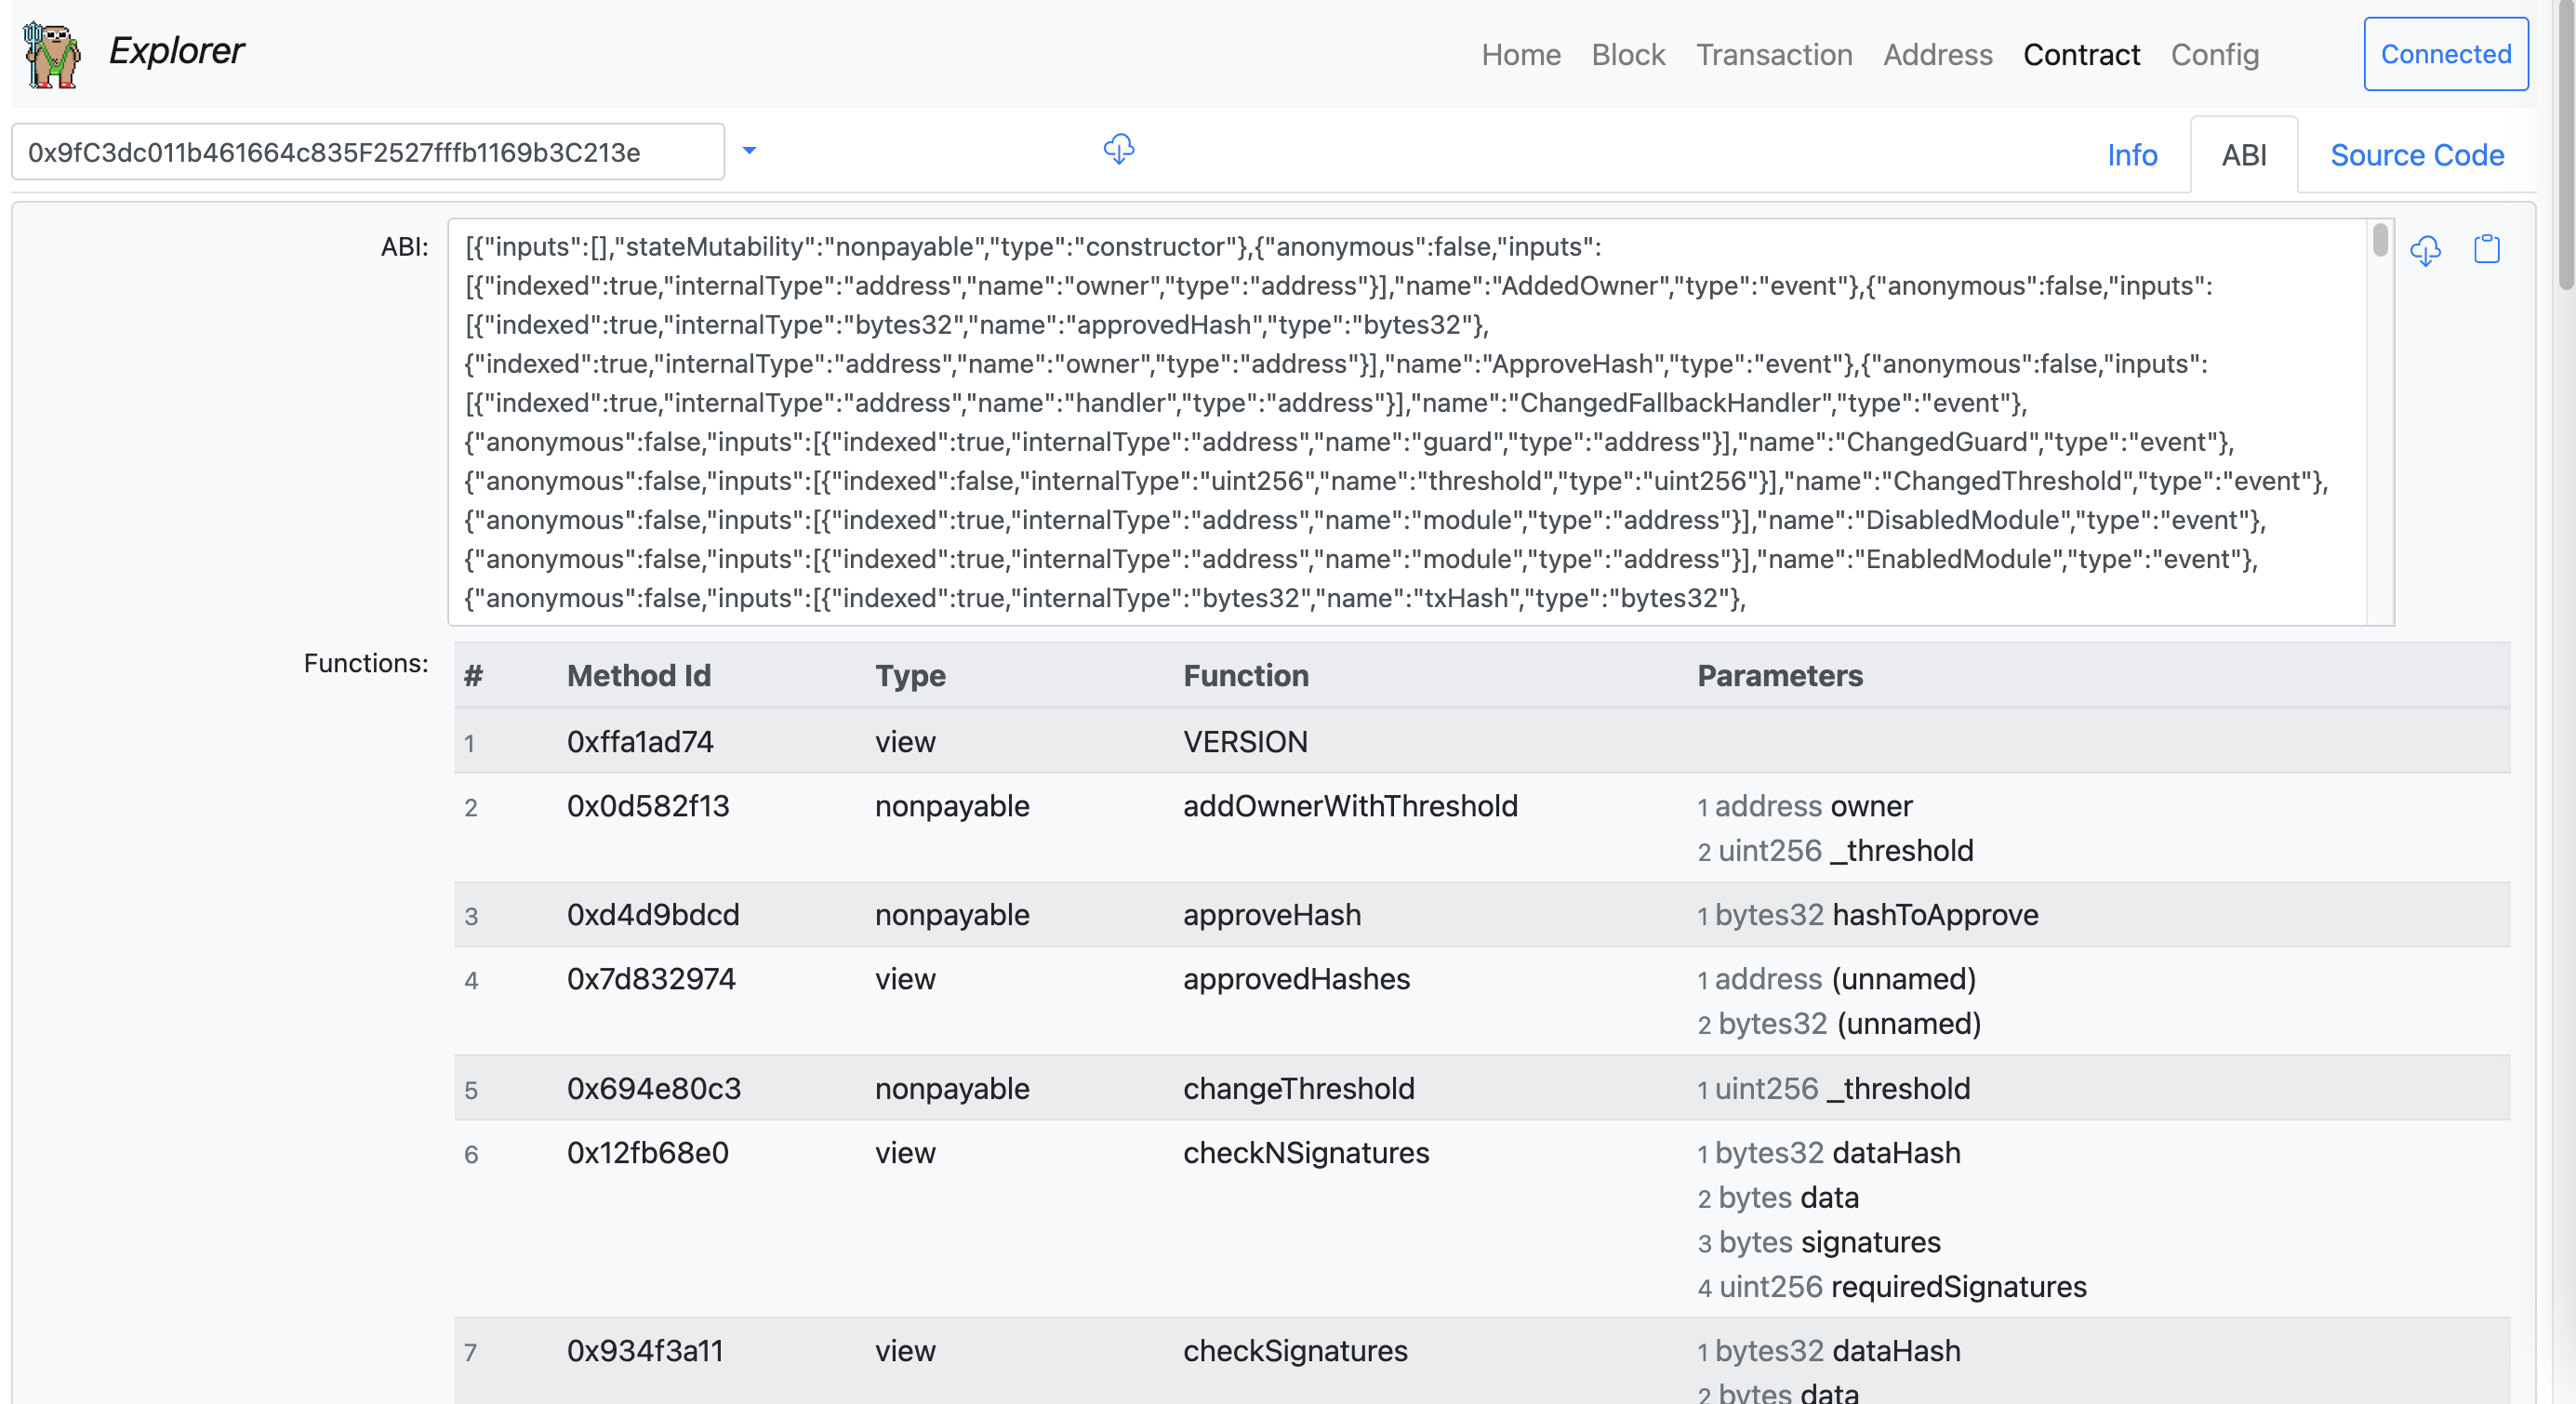 Explorer
Home Block Transaction Address Contract Config Connected
0x9fC3dc011b461664c835F2527fffb1169b3C213e
Info ABI Source Code
ABI:
[{"inputs":[],"stateMutability":"nonpayable","type":"constructor"},{"anonymous":false,"inputs":
[{"indexed":true,"internalType":"address","name":"owner","type":"address"}],"name":"AddedOwner","type":"event"},{"anonymous":false,"inputs":
[{"indexed":true,"internalType":"bytes32","name":"approvedHash","type":"bytes32"},
{"indexed":true,"internalType":"address","name":"owner","type":"address"}],"name":"ApproveHash","type":"event"},{"anonymous":false,"inputs":
[{"indexed":true,"internalType":"address","name":"handler","type":"address"}],"name":"ChangedFallbackHandler","type":"event"},
{"anonymous":false,"inputs":[{"indexed":true,"internalType":"address","name":"guard","type":"address"}],"name":"ChangedGuard","type":"event"},
{"anonymous":false,"inputs":[{"indexed":false,"internalType":"uint256","name":"threshold","type":"uint256"}],"name":"ChangedThreshold","type":"event"},
{"anonymous":false,"inputs":[{"indexed":true,"internalType":"address","name":"module","type":"address"}],"name":"DisabledModule","type":"event"},
{"anonymous":false,"inputs":[{"indexed":true,"internalType":"address","name":"module","type":"address"}],"name":"EnabledModule","type":"event"},
{"anonymous":false,"inputs":[{"indexed":true,"internalType":"bytes32","name":"txHash","type":"bytes32"},
Functions:
# Method Id Type Function Parameters
1 0xffa1ad74 view VERSION
2 0x0d582f13 nonpayable addOwnerWithThreshold 1 address owner
2 uint256 _threshold
3 0xd4d9bdcd nonpayable approveHash 1 bytes32 hashToApprove
4 0x7d832974 view approvedHashes 1 address (unnamed)
2 bytes32 (unnamed)
5 0x694e80c3 nonpayable changeThreshold 1 uint256 _threshold
6 0x12fb68e0 view checkNSignatures 1 bytes32 dataHash
2 bytes data
3 bytes signatures
4 uint256 requiredSignatures
7 0x934f3a11 view checkSignatures 1 bytes32 dataHash
2 bytes data